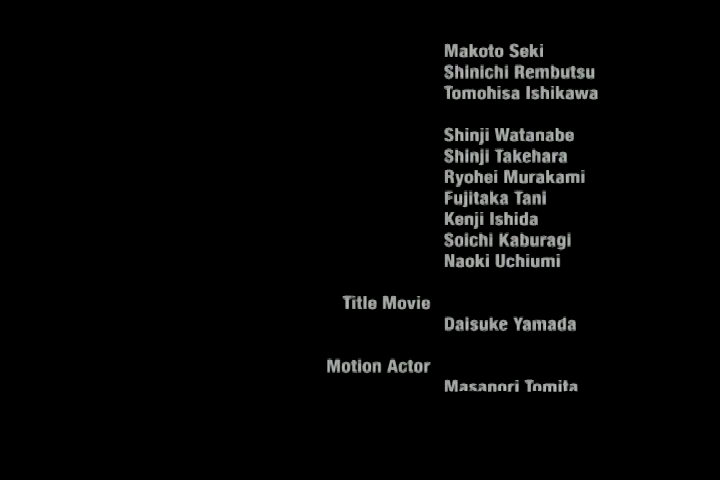 Makoto Seki
Shinichi Rembutsu
Tomohisa Ishikawa
Shinji Watanabe
Shinji Takehara
Ryohei Murakami
Fujitaka Tani
Kenji Ishida
Soichi Kaburagi
Naoki Uchiumi
Title Movie
Daisuke Yamada
Motion Actor
Masanori Tomita